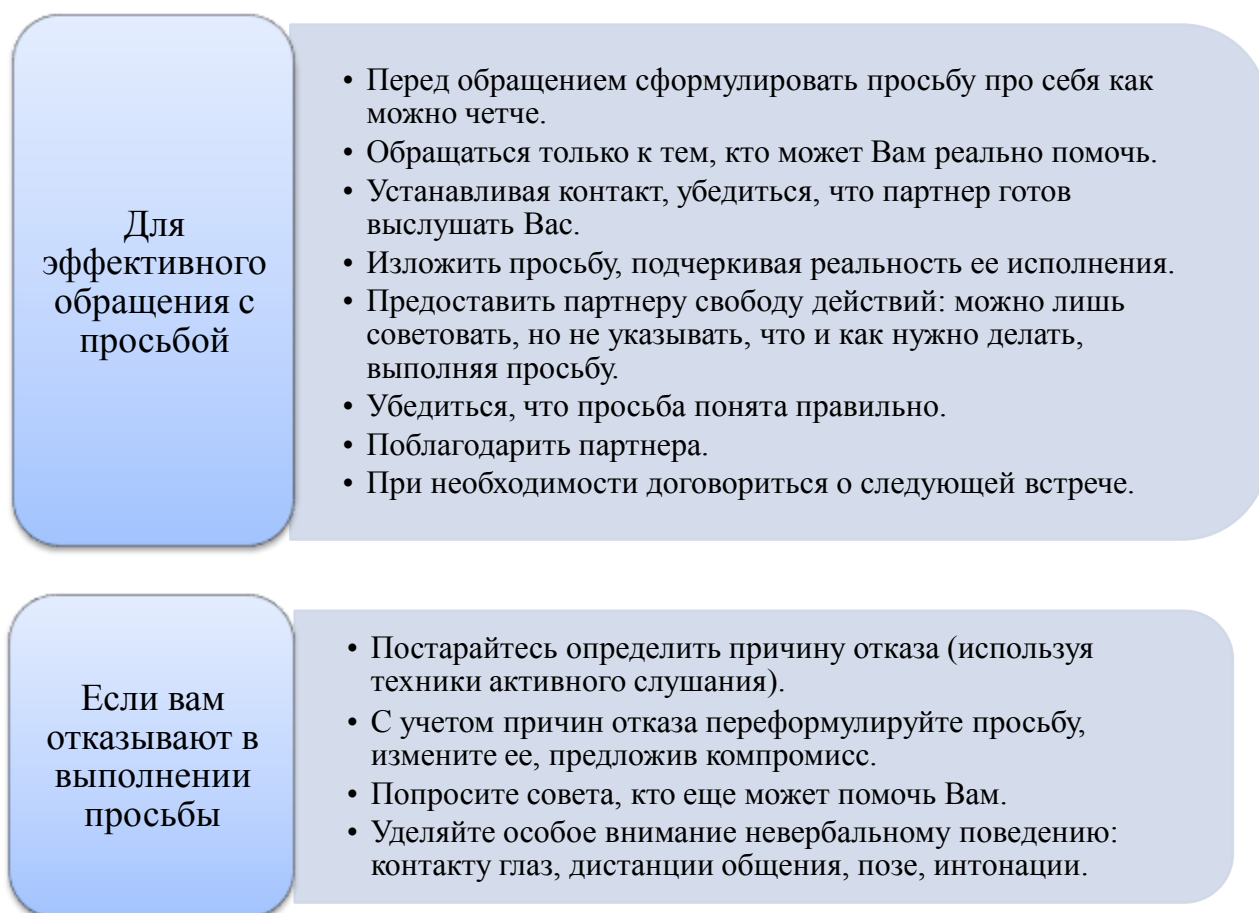 Для
эффективного
обращения с
просьбой
• Перед обращением сформулировать просьбу про себя как
можно четче.
• Обращаться только к тем, кто может Вам реально помочь.
• Устанавливая контакт, убедиться, что партнер готов
выслушать Вас.
• Изложить просьбу, подчеркивая реальность ее исполнения.
• Предоставить партнеру свободу действий: можно лишь
советовать, но не указывать, что и как нужно делать,
выполняя просьбу.
• Убедиться, что просьба понята правильно.
• Поблагодарить партнера.
• При необходимости договориться о следующей встрече.
Если вам
отказывают в
выполнении
просьбы
• Постарайтесь определить причину отказа (используя
техники активного слушания).
• С учетом причин отказа переформулируйте просьбу,
измените ее, предложив компромисс.
• Попросите совета, кто еще может помочь Вам.
• Уделяйте особое внимание невербальному поведению:
контакту глаз, дистанции общения, позе, интонации.